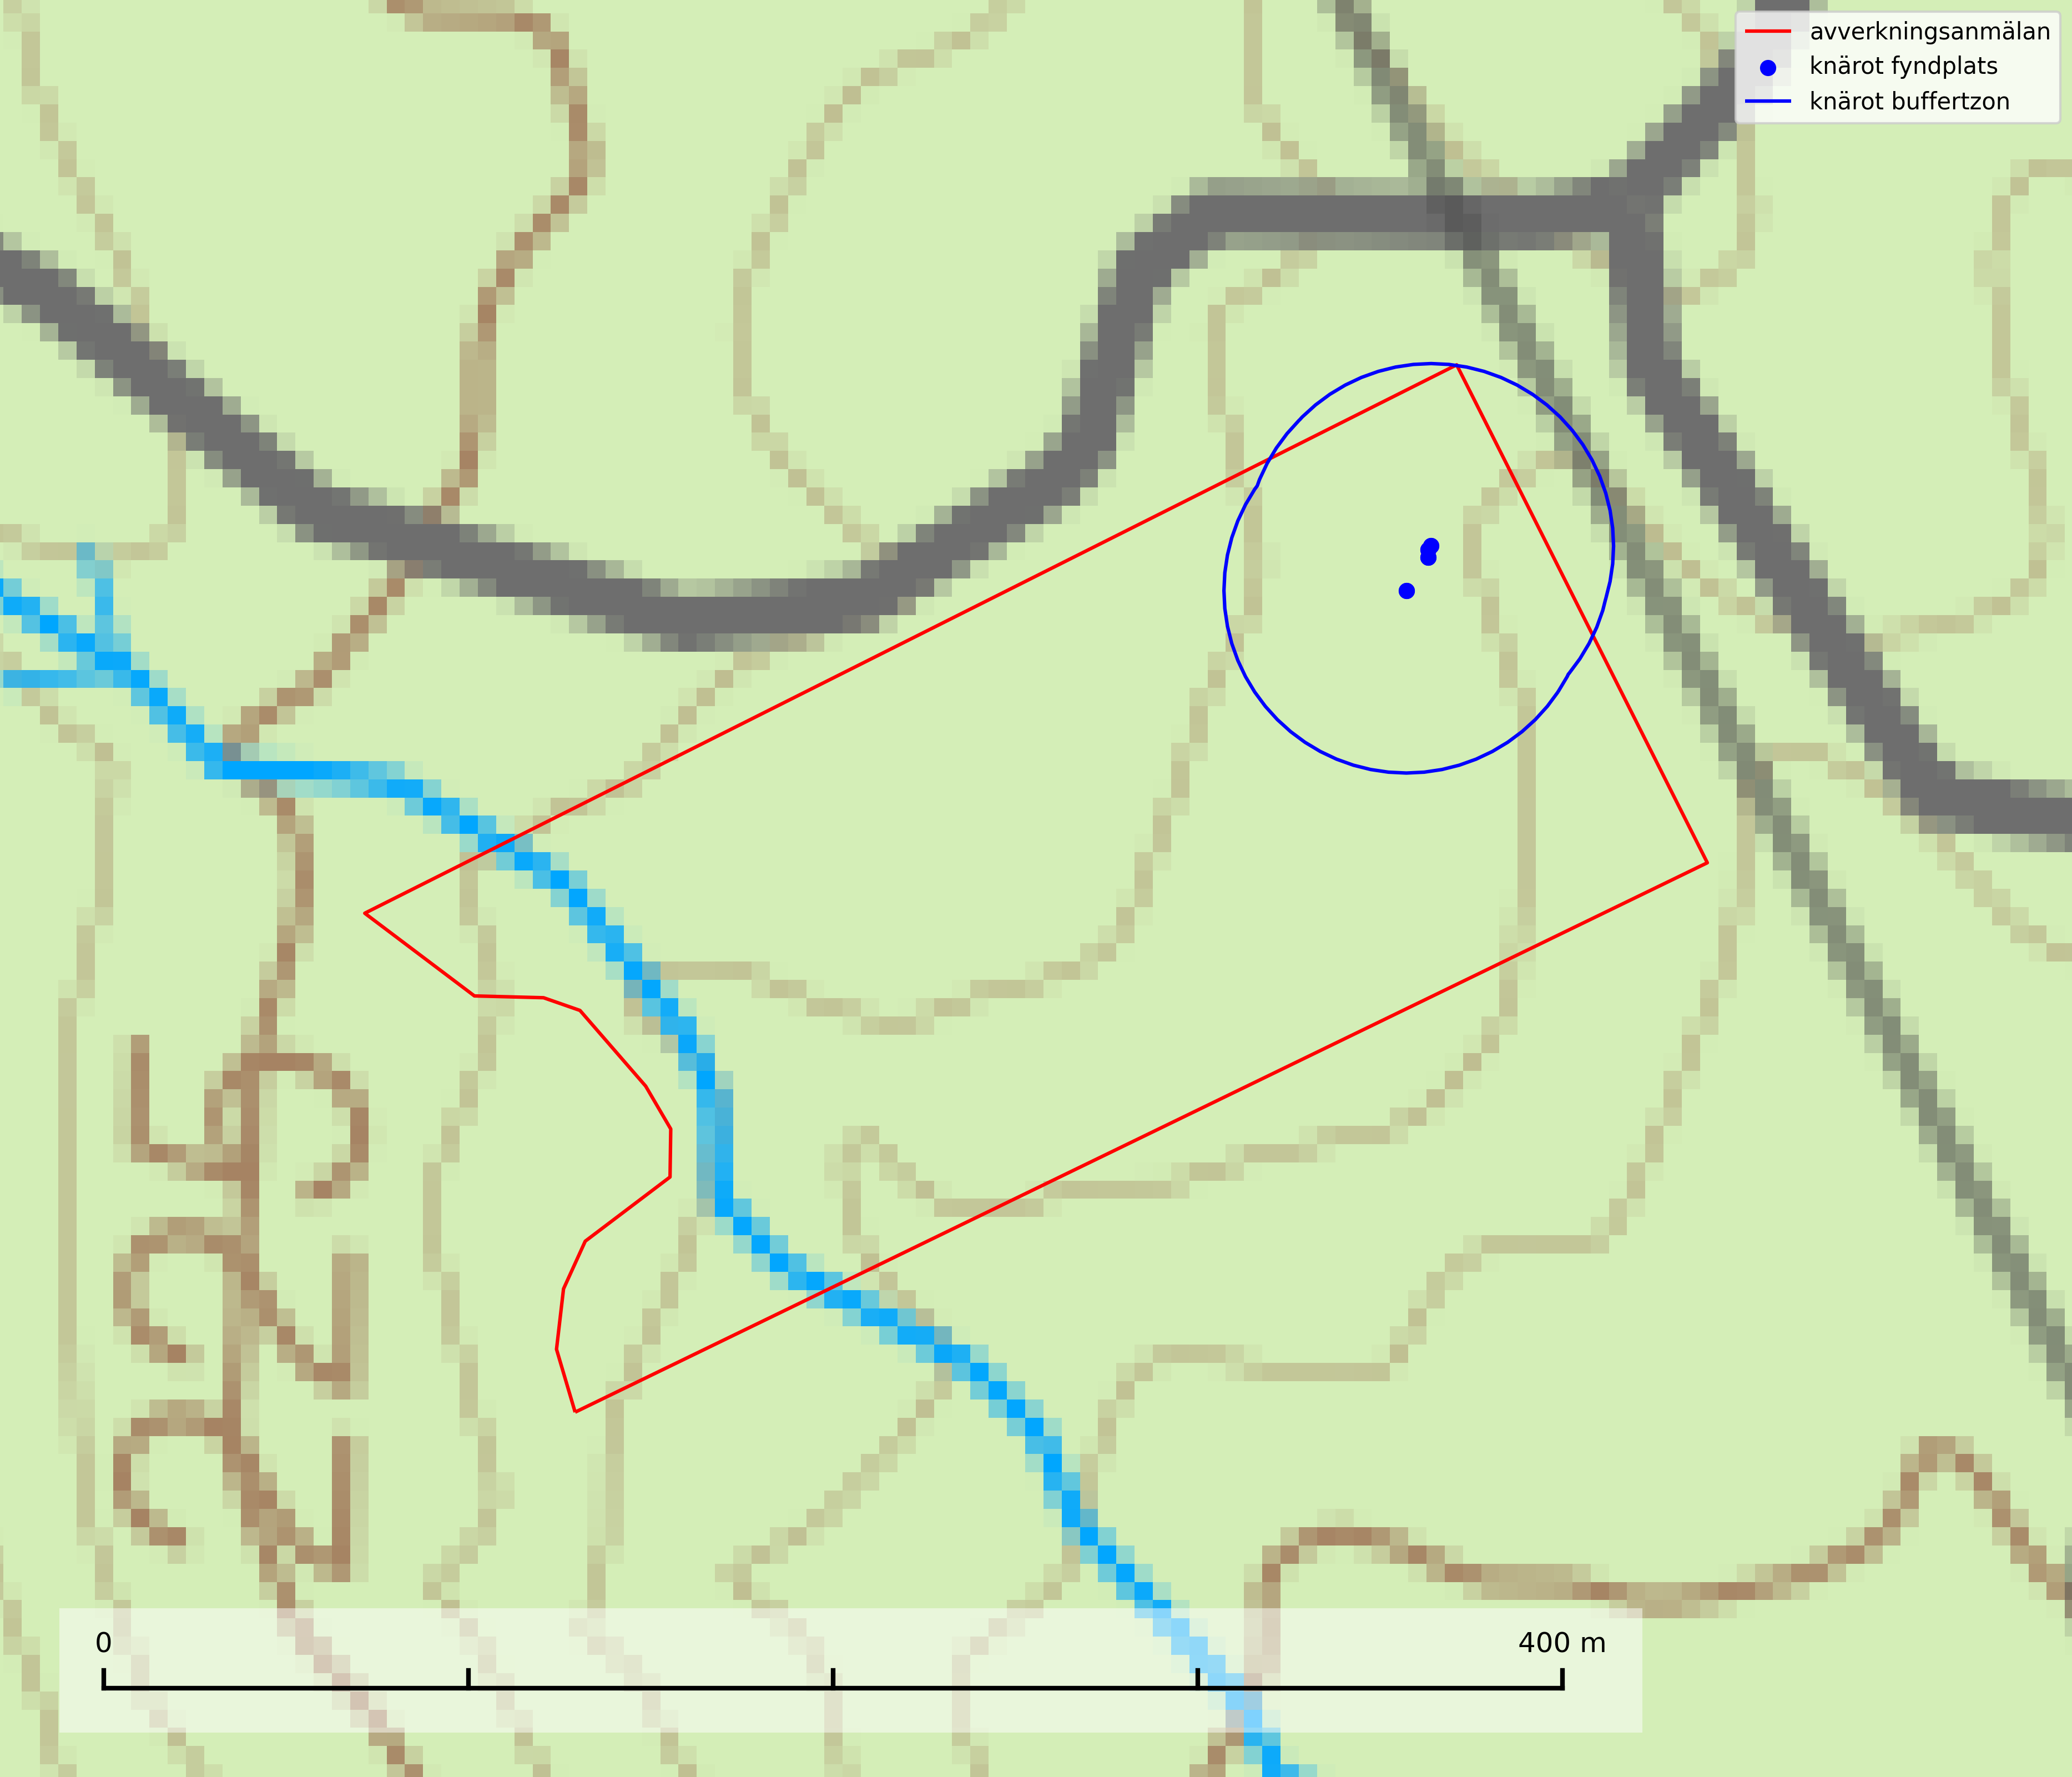 avverkningsanmälan
knärot fyndplats
knärot buffertzon
0 400 m